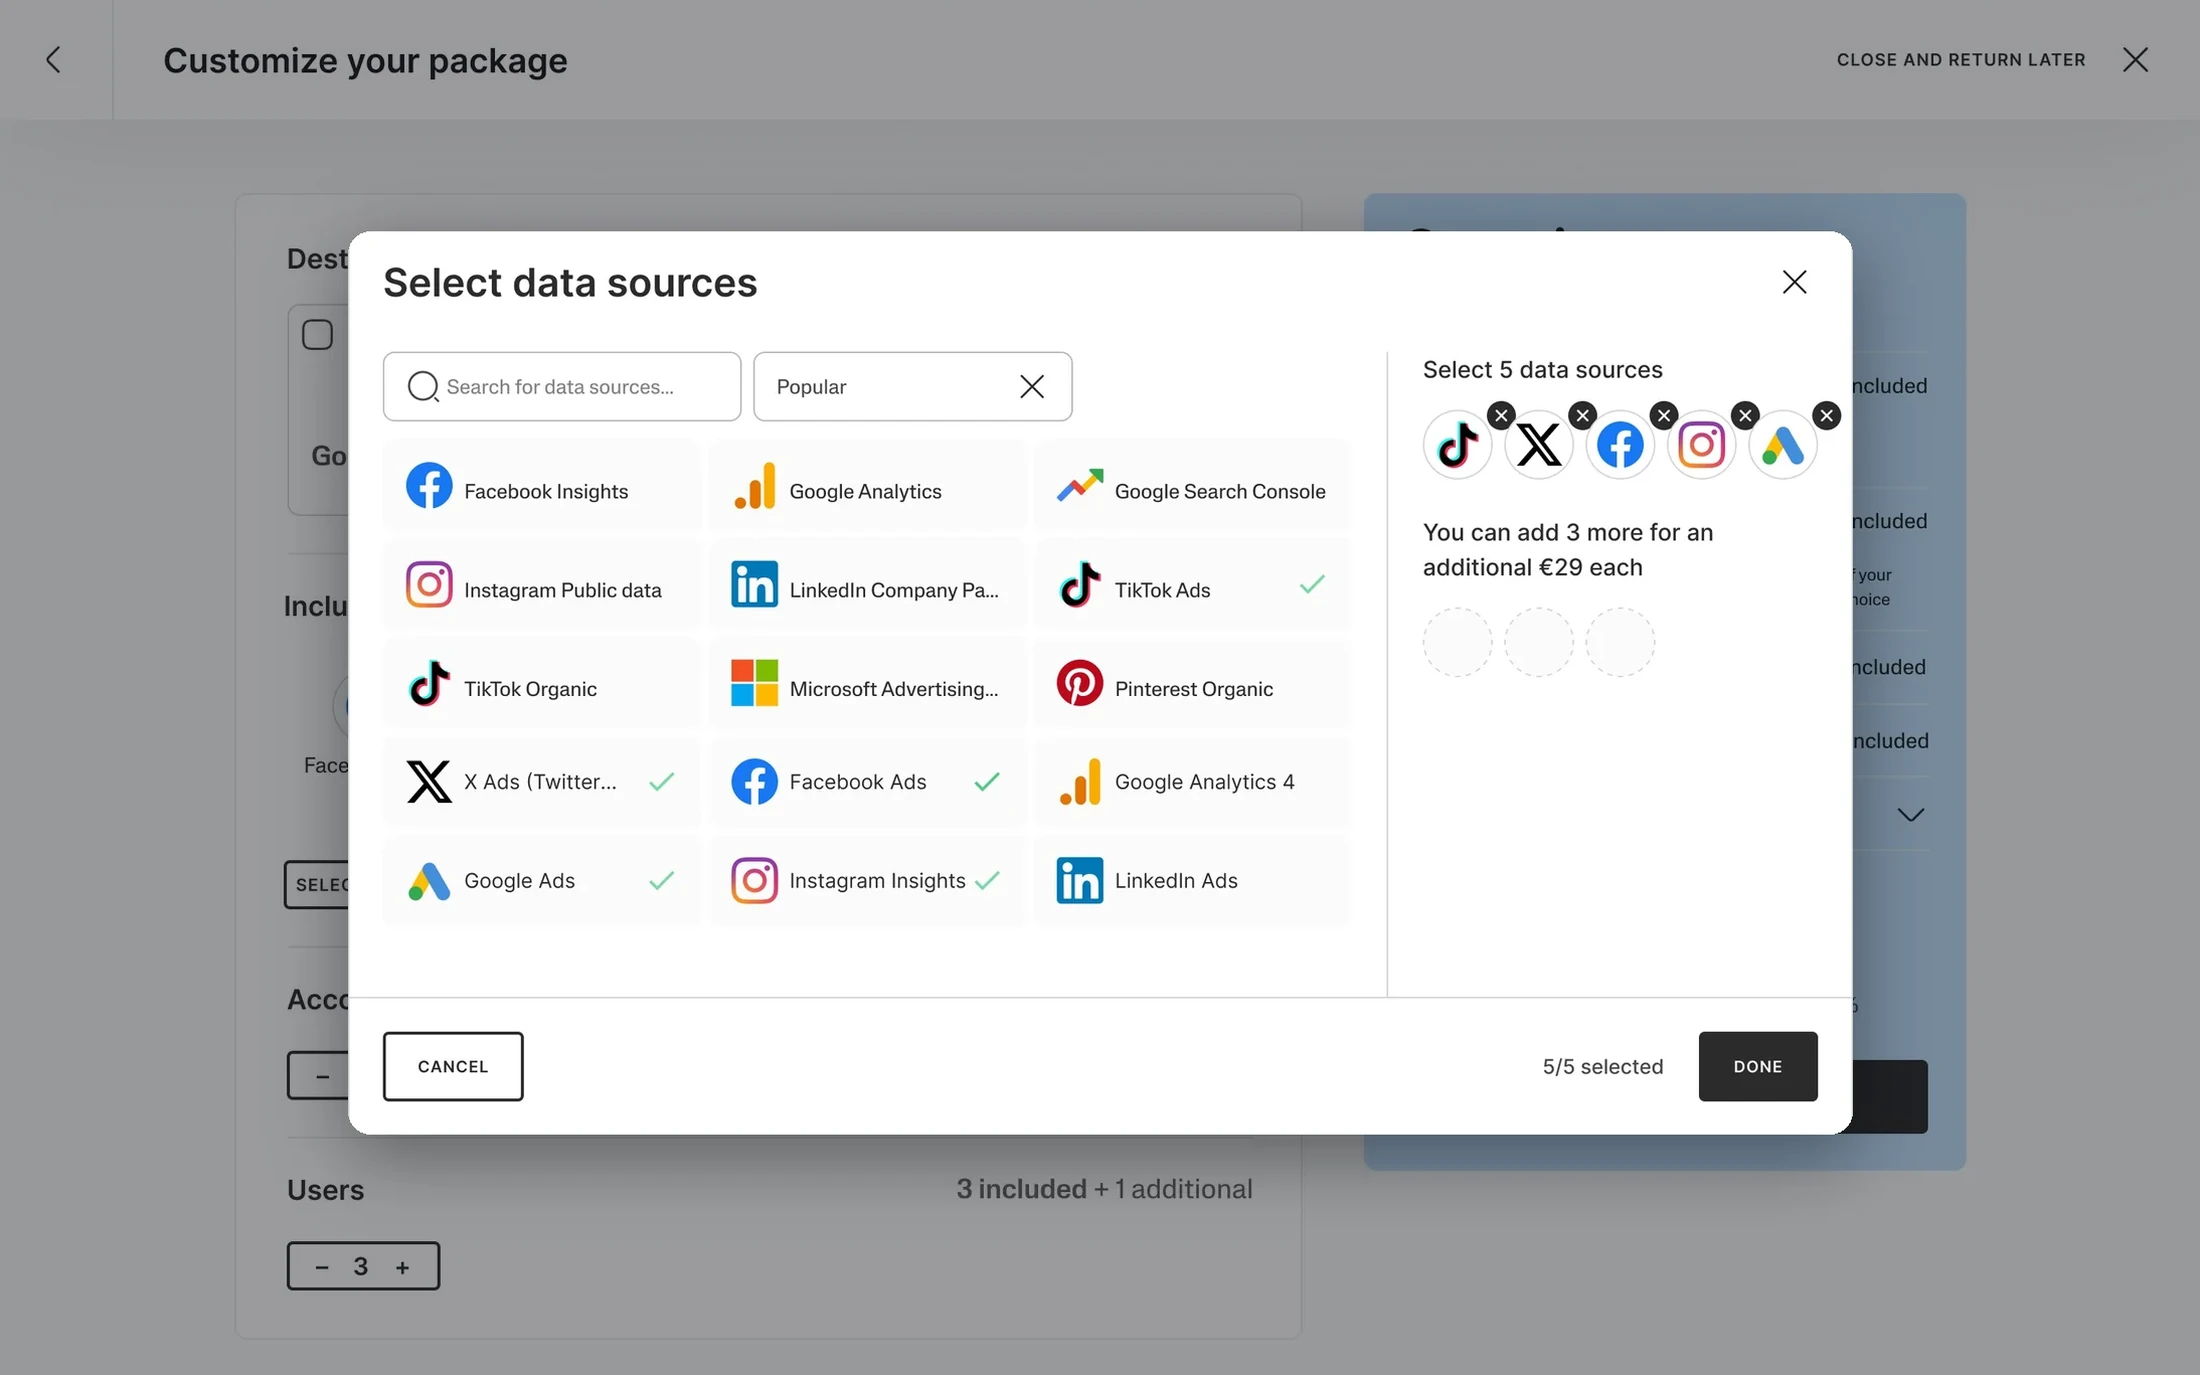 Customize your package
CLOSE AND RETURN LATER
Dest
Select data sources
Search for data sources...
Popular
Select 5 data sources
ncluded
Go
Facebook Insights
Google Analytics
Google Search Console
You can add 3 more for an
additional €29 each
ncluded
f your
hoice
Inclu
Instagram Public data
LinkedIn Company Pa...
TikTok Ads
TikTok Organic
Microsoft Advertising...
Pinterest Organic
ncluded
ncluded
Face
X Ads (Twitter...
Facebook Ads
Google Analytics 4
SELEC
Google Ads
Instagram Insights
LinkedIn Ads
Acco
CANCEL
5/5 selected
DONE
Users
3 included + 1 additional
− 3 +